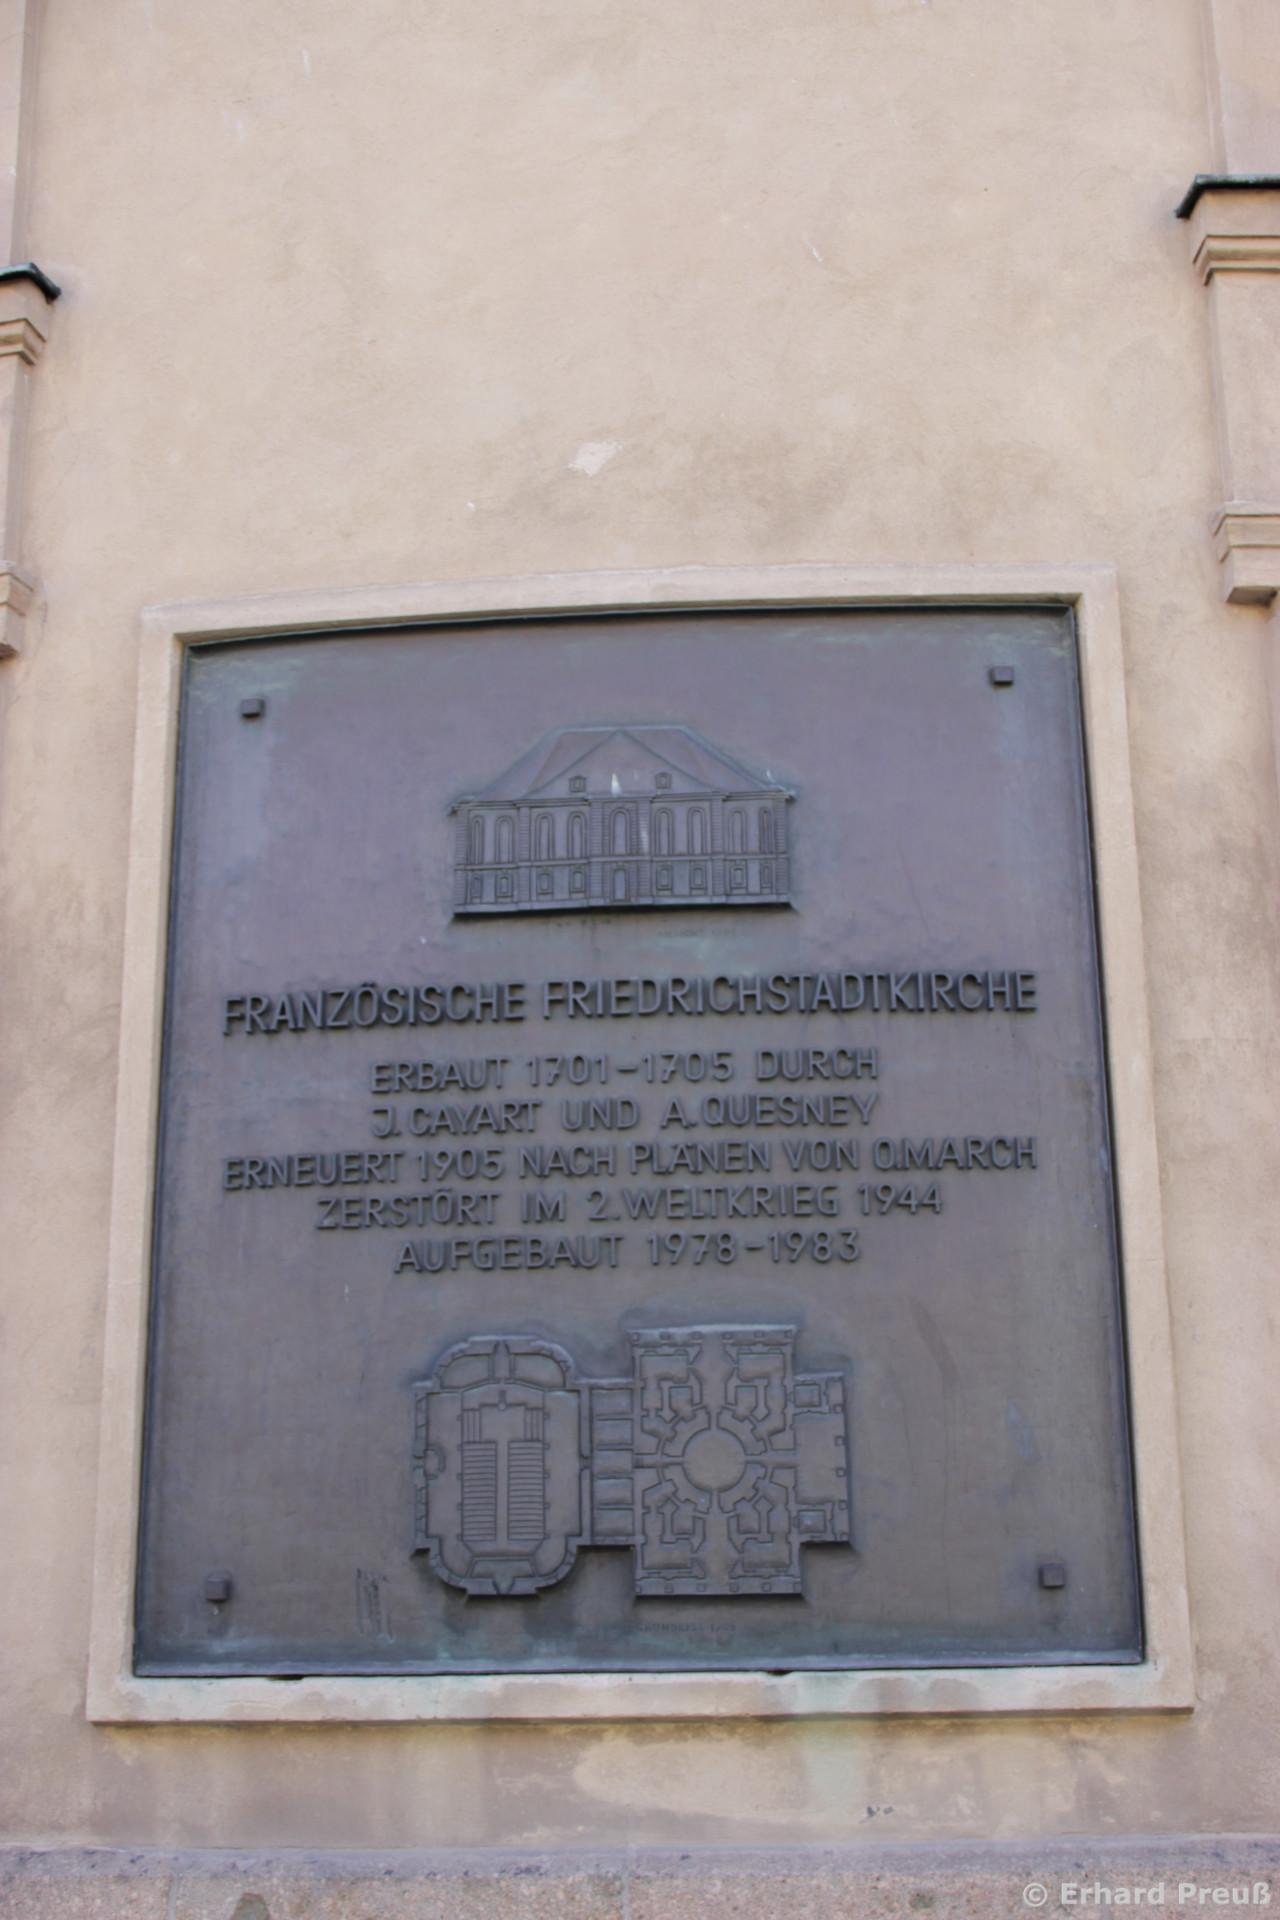 FRANZÖSISCHE FRIEDRICHSTADTKIRCHE
ERBAUT 1701-1705 DURCH
J. CAYART UND A. QUESNEY
ERNEUERT 1905 NACH PLÄNEN VON O. MARCH
ZERSTÖRT IM 2. WELTKRIEG 1944
AUFGEBAUT 1978-1983
© Erhard Preuß